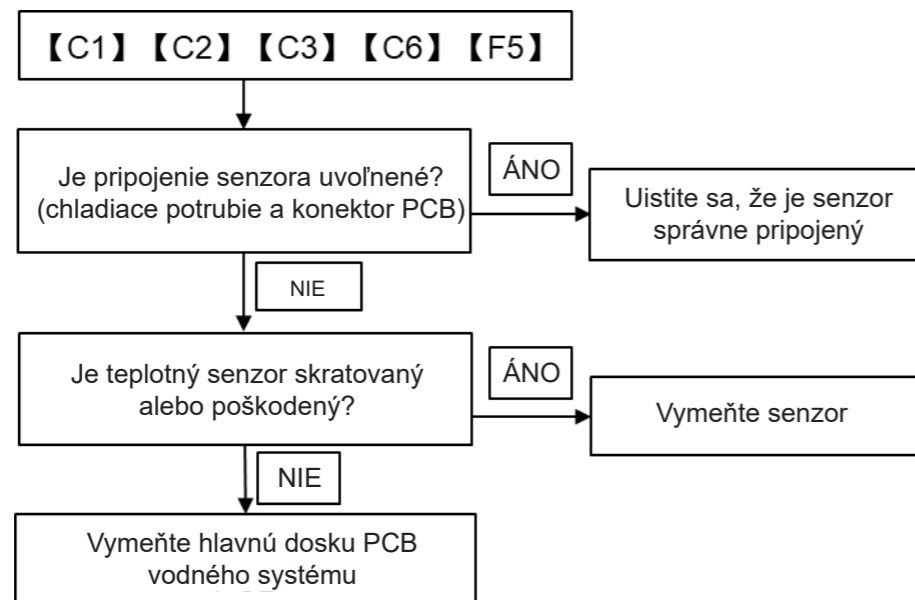 【C1】【C2】【C3】【C6】【F5】
Je pripojenie senzora uvoľnené?
(chladiace potrubie a konektor PCB)
ÁNO
Uistite sa, že je senzor
správne pripojený
NIE
Je teplotný senzor skratovaný
alebo poškodený?
ÁNO
Vymeňte senzor
NIE
Vymeňte hlavnú dosku PCB
vodného systému